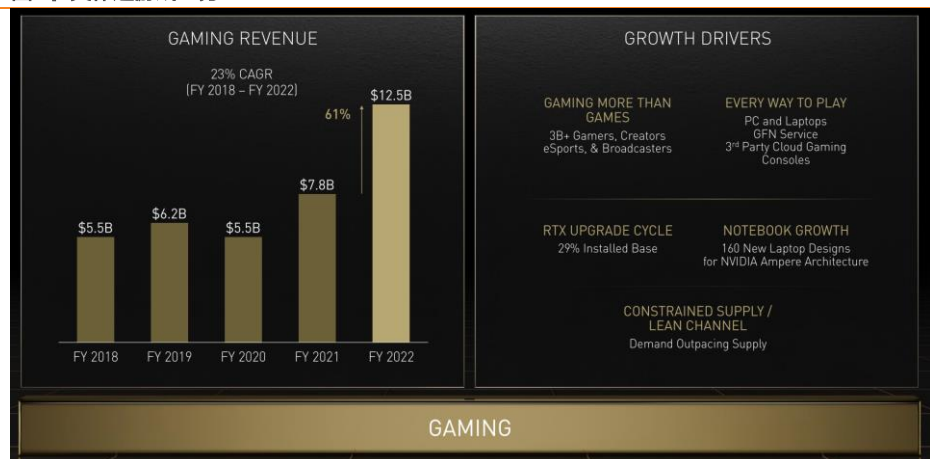 GAMING REVENUE
23% CAGR
(FY 2018 – FY 2022)
61%
$5.5B
$6.2B
$5.5B
$7.8B
$12.5B
FY 2018
FY 2019
FY 2020
FY 2021
FY 2022
GROWTH DRIVERS
GAMING MORE THAN
GAMES
3B+ Gamers, Creators
eSports, & Broadcasters
EVERY WAY TO PLAY
PC and Laptops
GFN Service
3rd Party Cloud Gaming
Consoles
RTX UPGRADE CYCLE
29% Installed Base
NOTEBOOK GROWTH
160 New Laptop Designs
for NVIDIA Ampere Architecture
CONSTRAINED SUPPLY /
LEAN CHANNEL
Demand Outpacing Supply
GAMING